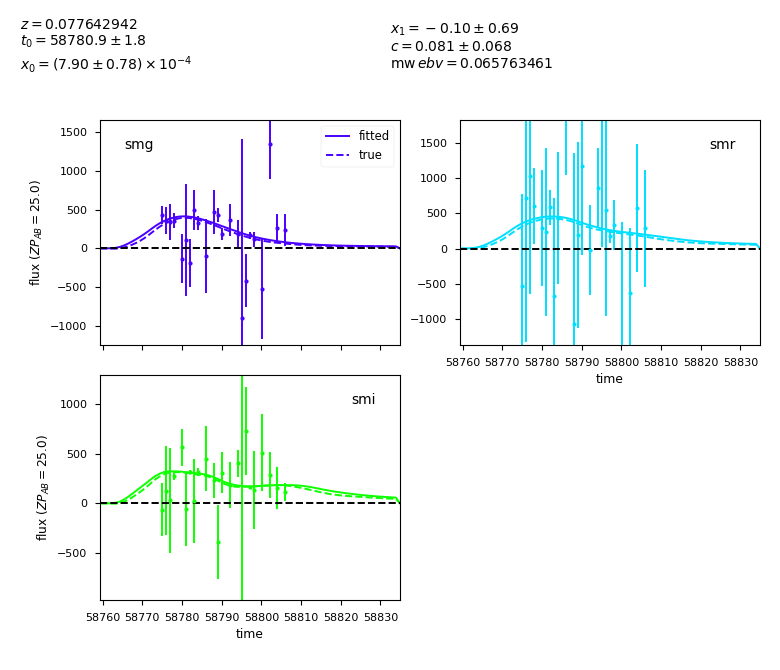 z = 0.077642942
t₀ = 58780.9 ± 1.8
x₀ = (7.90 ± 0.78) × 10⁻⁴
x₁ = −0.10 ± 0.69
c = 0.081 ± 0.068
mw ebv = 0.065763461
smg
fitted
true
1500
1000
500
0
−500
−1000
flux (ZP_AB = 25.0)
smr
1500
1000
500
0
−500
−1000
58760 58770 58780 58790 58800 58810 58820 58830
time
smi
1000
500
0
−500
flux (ZP_AB = 25.0)
58760 58770 58780 58790 58800 58810 58820 58830
time